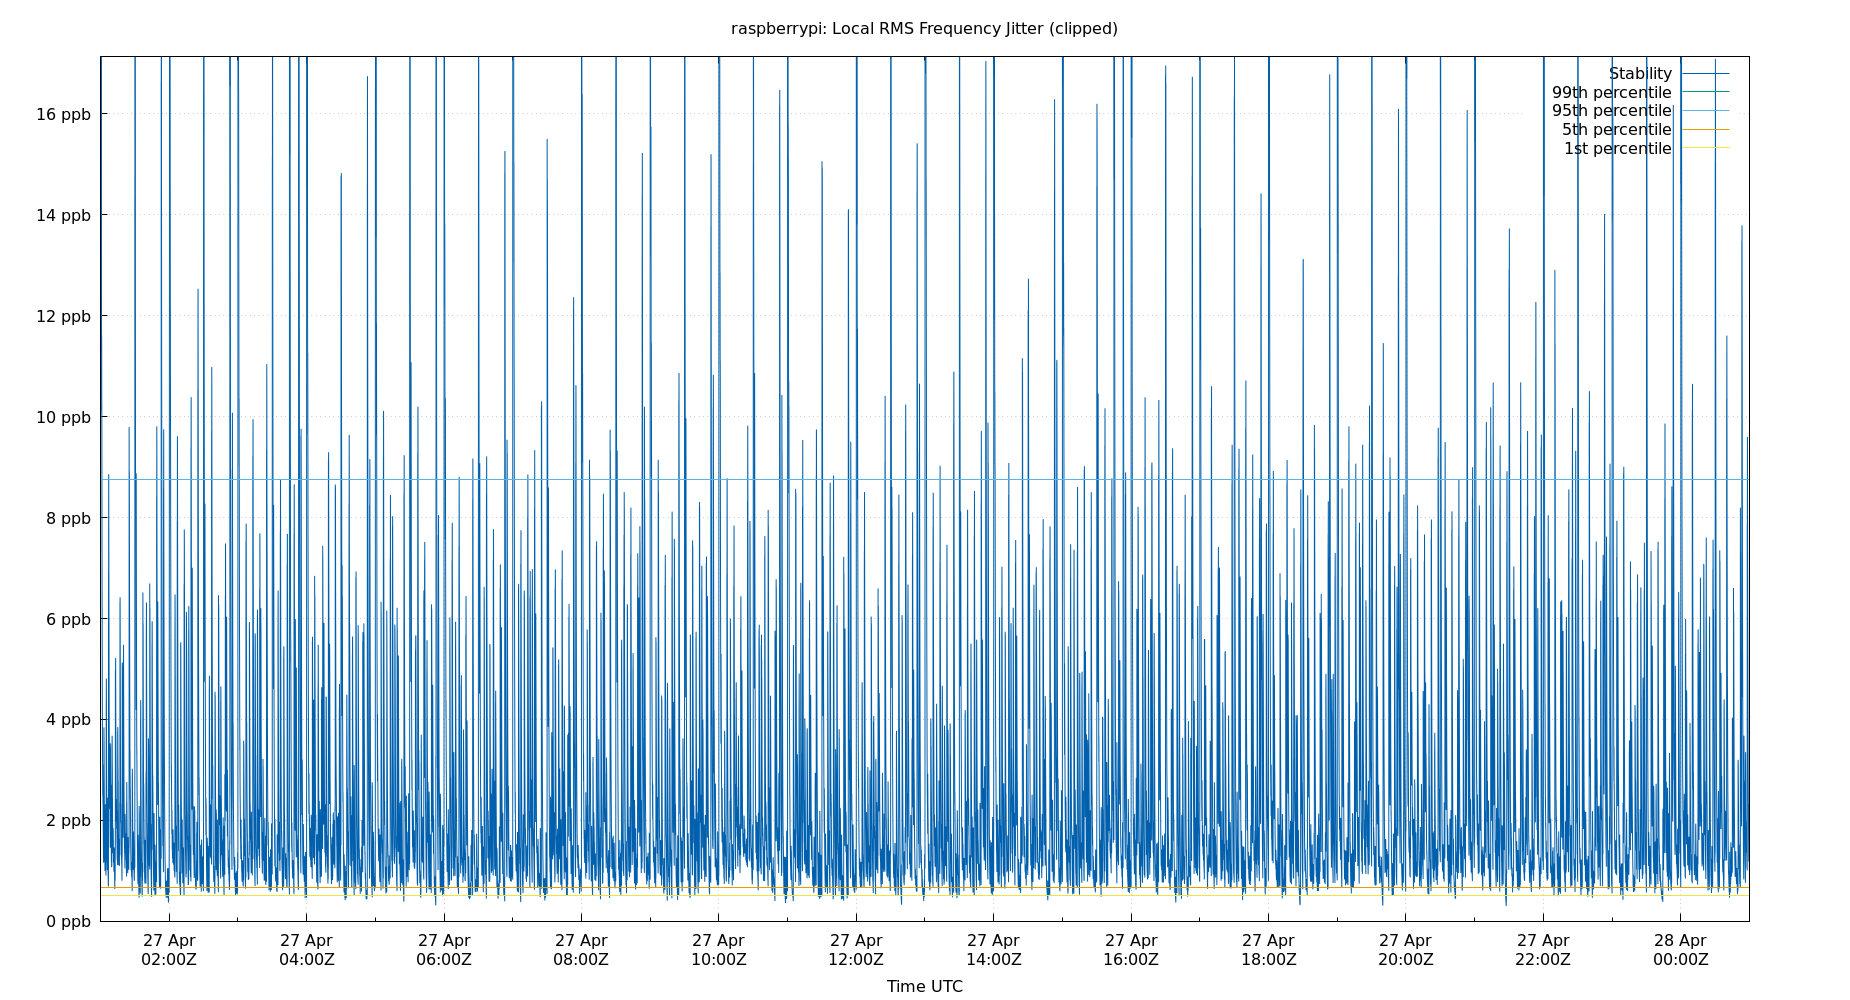 raspberrypi: Local RMS Frequency Jitter (clipped)
Stability
99th percentile
95th percentile
5th percentile
1st percentile
16 ppb
14 ppb
12 ppb
10 ppb
8 ppb
6 ppb
4 ppb
2 ppb
0 ppb
27 Apr 27 Apr 27 Apr 27 Apr 27 Apr 27 Apr 27 Apr 27 Apr 27 Apr 27 Apr 27 Apr 28 Apr
02:00Z 04:00Z 06:00Z 08:00Z 10:00Z 12:00Z 14:00Z 16:00Z 18:00Z 20:00Z 22:00Z 00:00Z
Time UTC